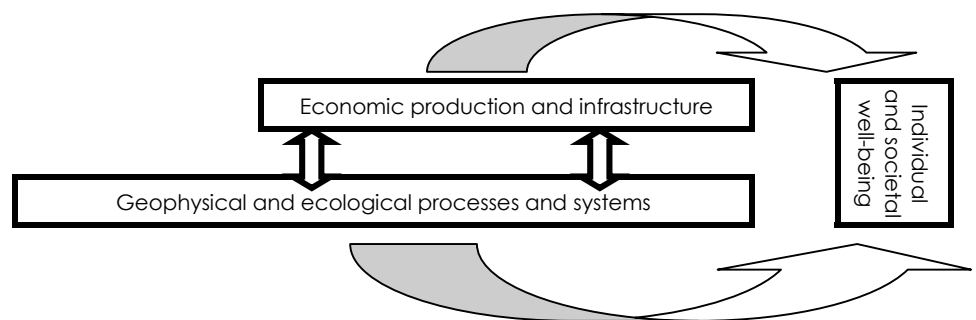 Economic production and infrastructure
Individual
and societal
well-being
Geophysical and ecological processes and systems